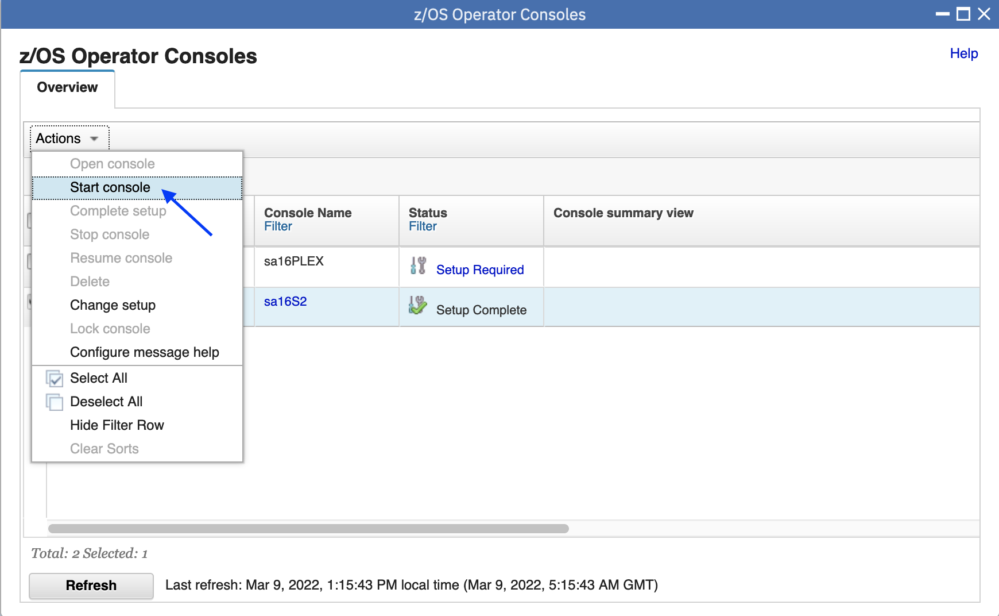 z/OS Operator Consoles
z/OS Operator Consoles
Help
Overview
Actions
Open console
Start console
Complete setup
Stop console
Resume console
Delete
Change setup
Lock console
Configure message help
Select All
Deselect All
Hide Filter Row
Clear Sorts
Console Name
Filter
Status
Filter
Console summary view
sa16PLEX
Setup Required
sa16S2
Setup Complete
Total: 2 Selected: 1
Refresh
Last refresh: Mar 9, 2022, 1:15:43 PM local time (Mar 9, 2022, 5:15:43 AM GMT)